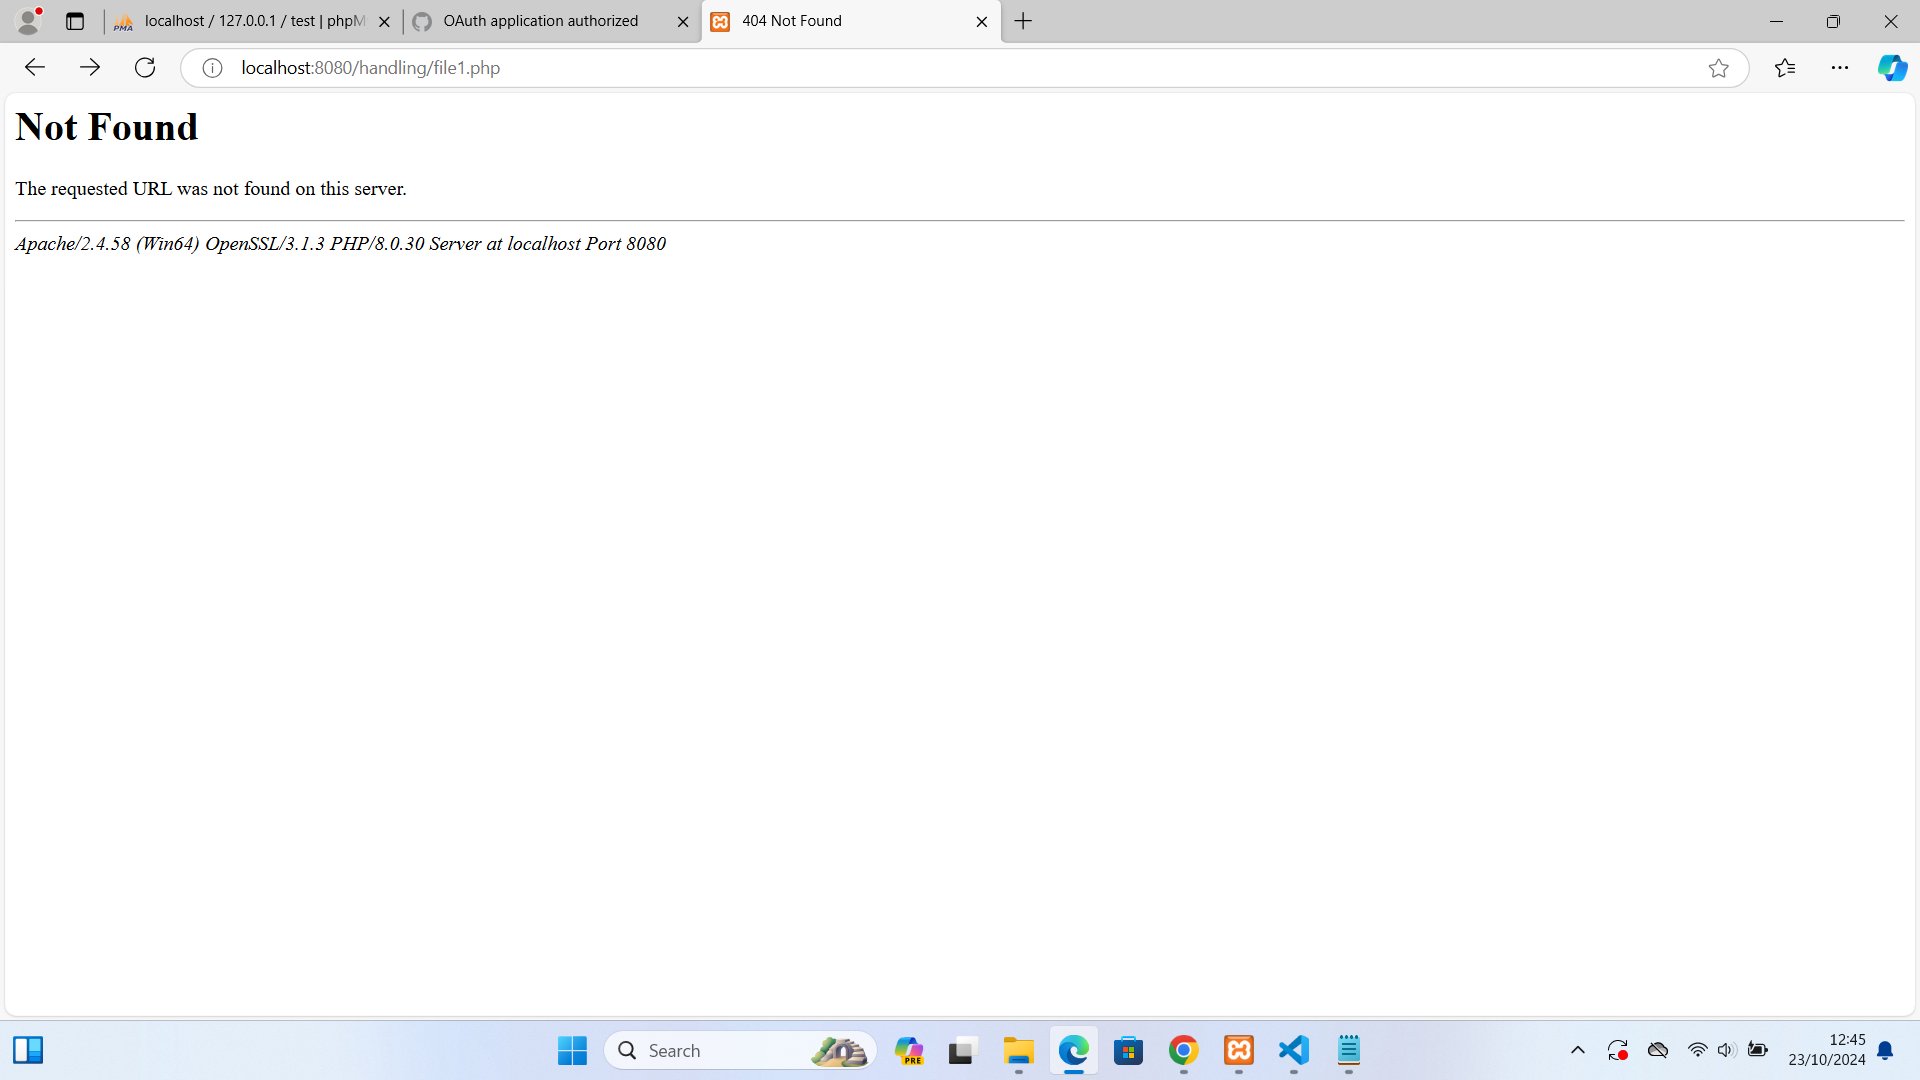 localhost / 127.0.0.1 / test | phpM
OAuth application authorized
404 Not Found
localhost:8080/handling/file1.php
Not Found
The requested URL was not found on this server.
Apache/2.4.58 (Win64) OpenSSL/3.1.3 PHP/8.0.30 Server at localhost Port 8080
Search
PRE
12:45
23/10/2024